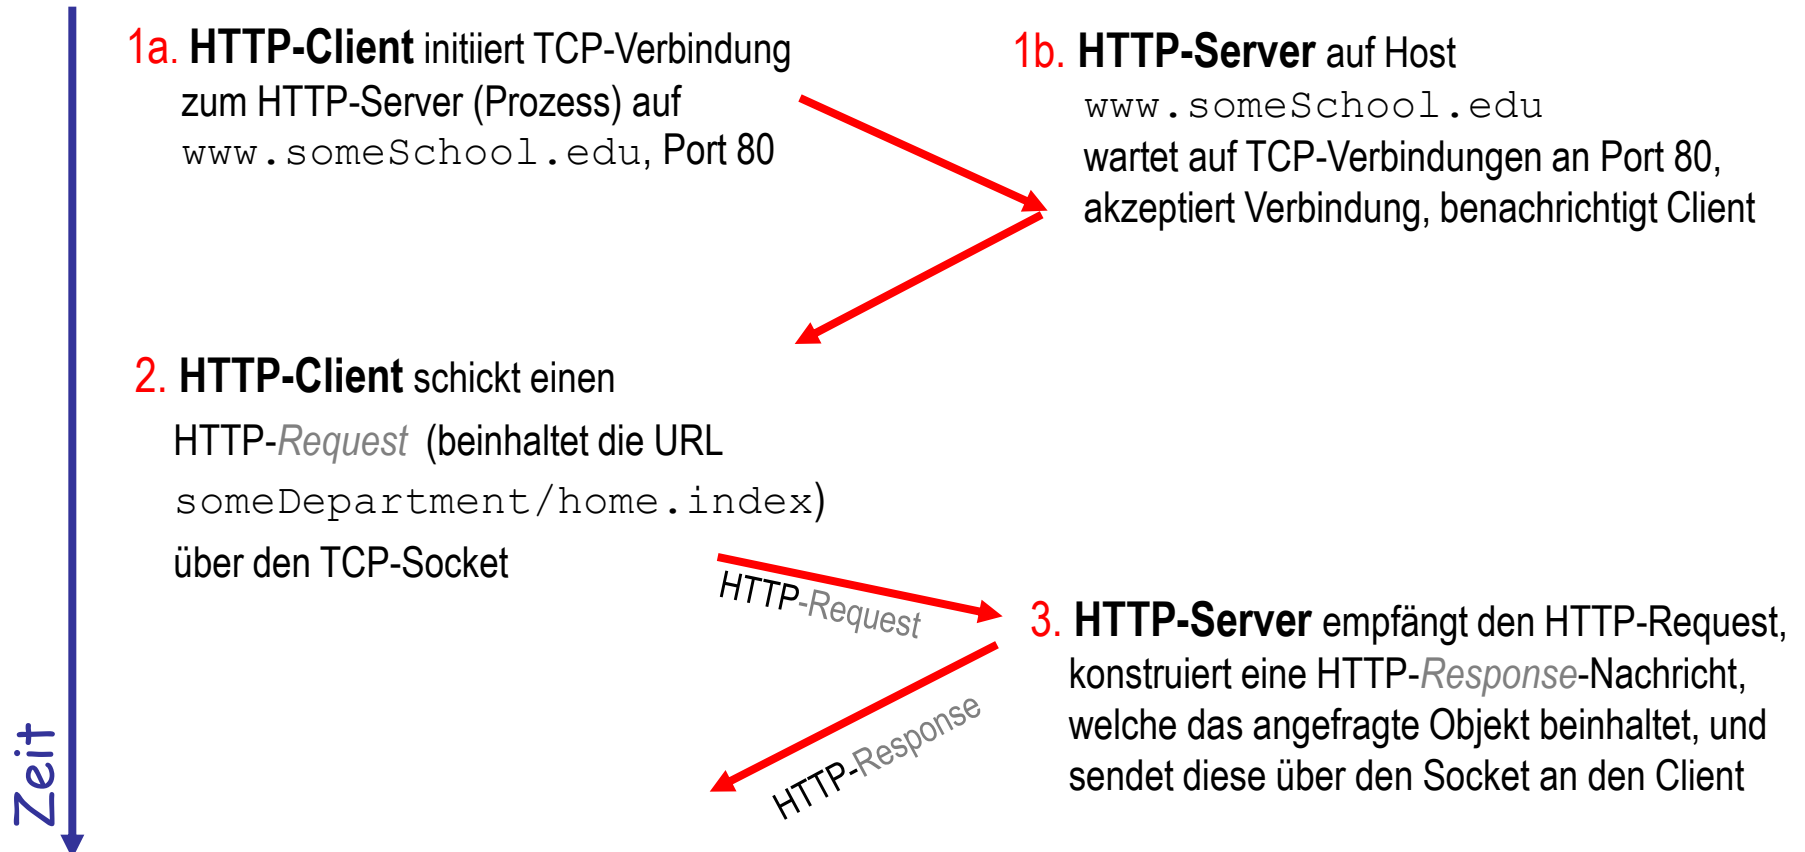 1a. HTTP-Client initiiert TCP-Verbindung
zum HTTP-Server (Prozess) auf
www.someSchool.edu, Port 80
1b. HTTP-Server auf Host
www.someSchool.edu
wartet auf TCP-Verbindungen an Port 80,
akzeptiert Verbindung, benachrichtigt Client
2. HTTP-Client schickt einen
HTTP-Request (beinhaltet die URL
someDepartment/home.index)
über den TCP-Socket
HTTP-Request
3. HTTP-Server empfängt den HTTP-Request,
konstruiert eine HTTP-Response-Nachricht,
welche das angefragte Objekt beinhaltet, und
sendet diese über den Socket an den Client
HTTP-Response
Zeit